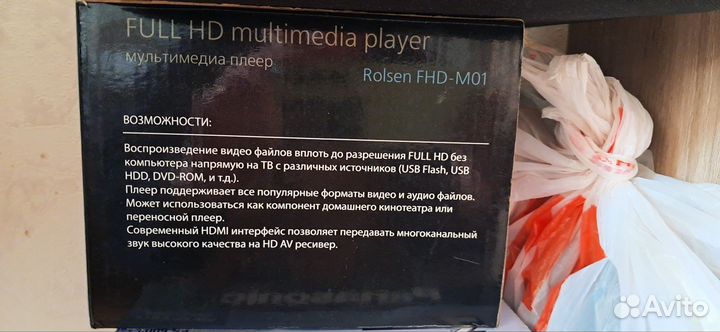 FULL HD multimedia player
мультимедиа плеер
Rolsen FHD-M01
ВОЗМОЖНОСТИ:
Воспроизведение видео файлов вплоть до разрешения FULL HD без
компьютера напрямую на ТВ с различных источников (USB Flash, USB
HDD, DVD-ROM, и т.д.).
Плеер поддерживает все популярные форматы видео и аудио файлов.
Может использоваться как компонент домашнего кинотеатра или
переносной плеер.
Современный HDMI интерфейс позволяет передавать многоканальный
звук высокого качества на HD AV ресивер.
Avito